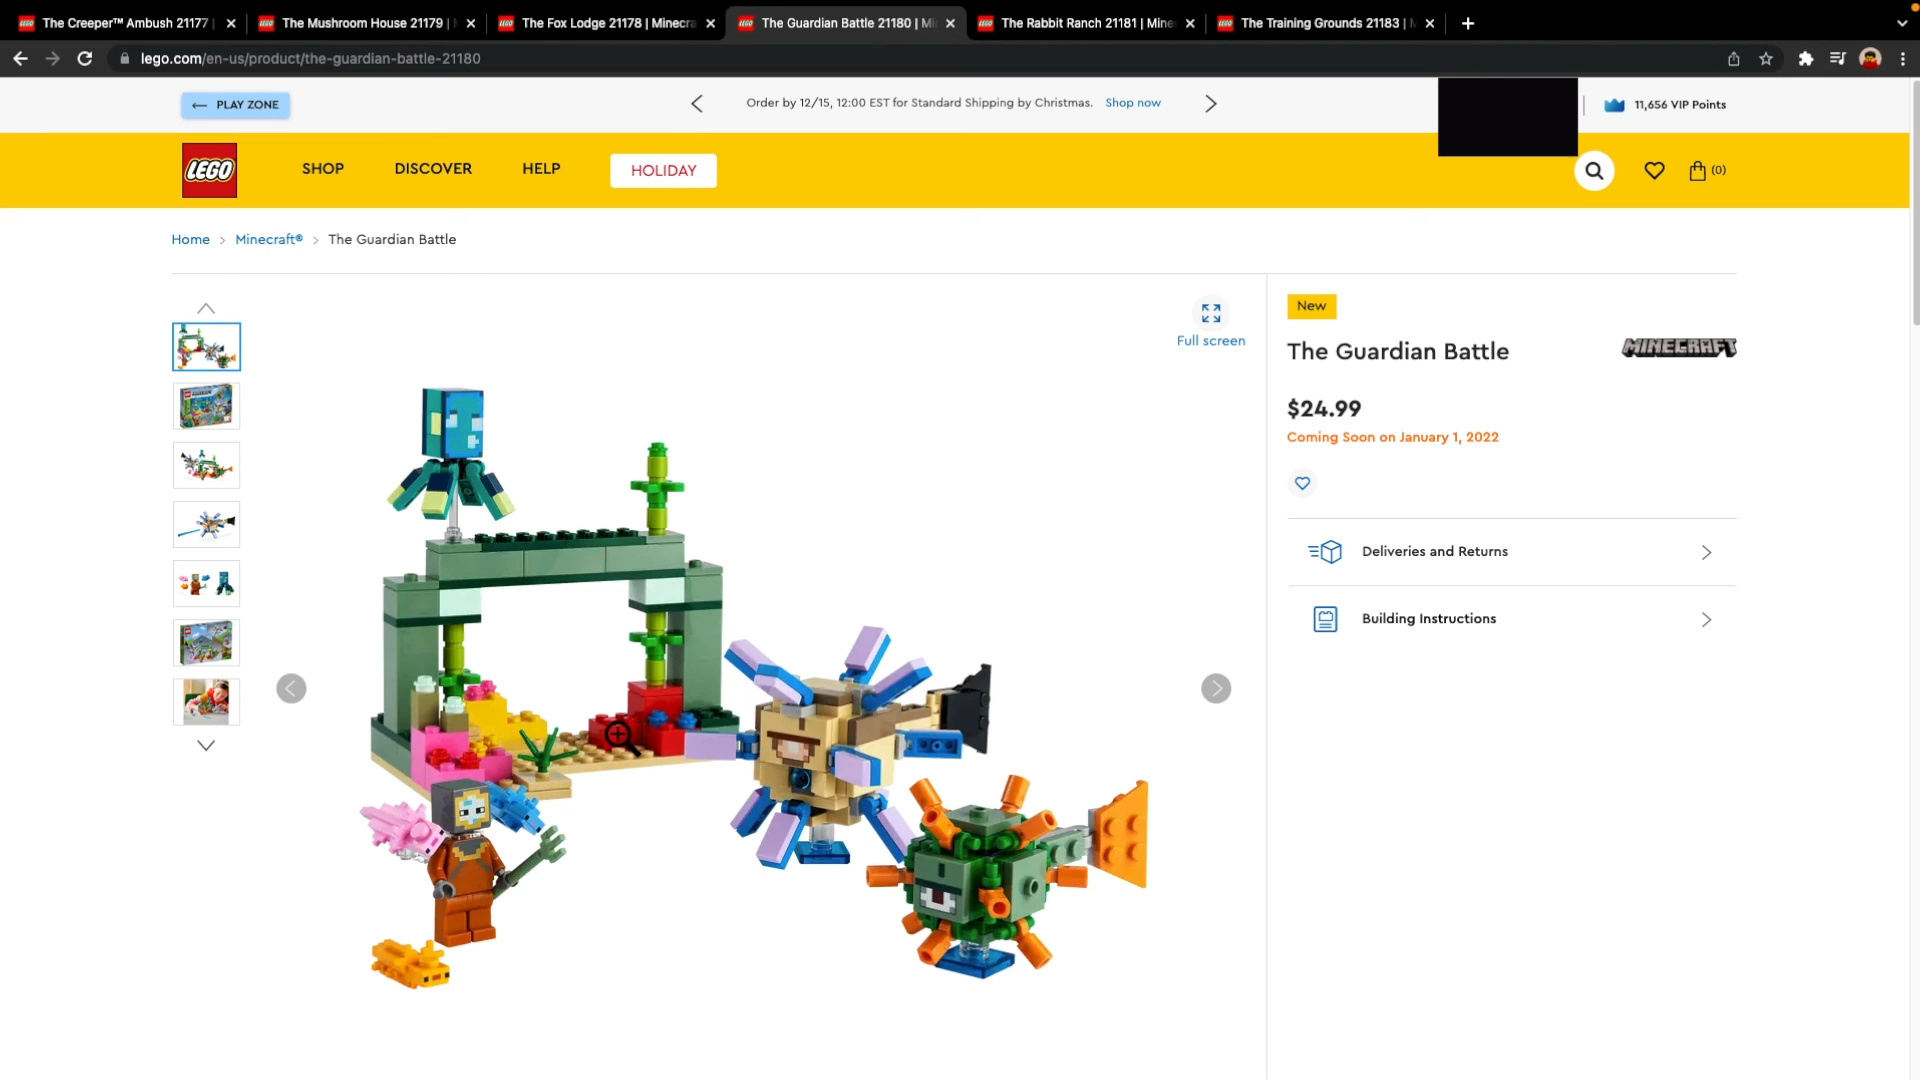 The Creeper™ Ambush 21177 |
The Mushroom House 21179 |
The Fox Lodge 21178 | Minecra
The Guardian Battle 21180 | Mi
The Rabbit Ranch 21181 | Mine
The Training Grounds 21183 |
lego.com/en-us/product/the-guardian-battle-21180
PLAY ZONE
Order by 12/15, 12:00 EST for Standard Shipping by Christmas. Shop now
11,656 VIP Points
LEGO
SHOP
DISCOVER
HELP
HOLIDAY
(0)
Home > Minecraft® > The Guardian Battle
Full screen
New
The Guardian Battle
MINECRAFT
$24.99
Coming Soon on January 1, 2022
Deliveries and Returns
Building Instructions